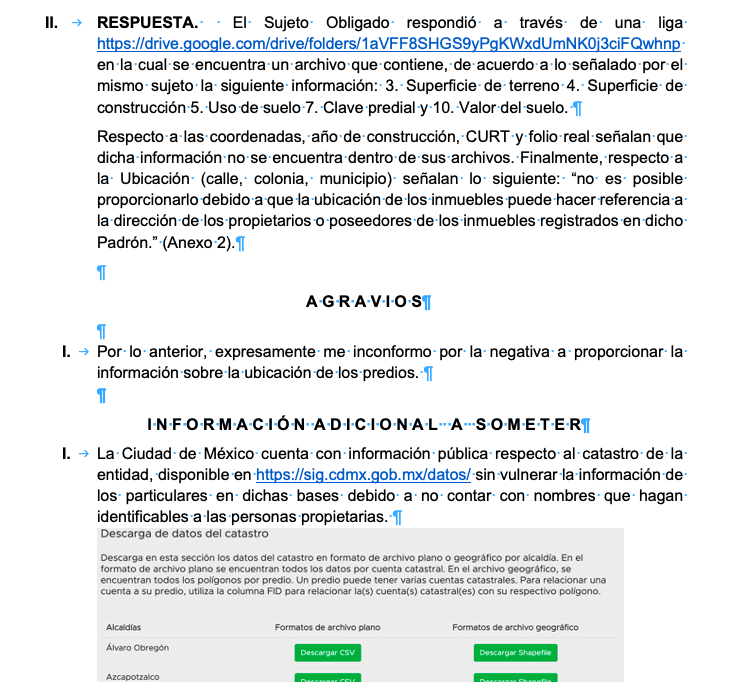 II. → RESPUESTA. El Sujeto Obligado respondió a través de una liga
https://drive.google.com/drive/folders/1aVFF8SHGS9yPgKWxdUmNK0j3ciFQwhnp
en la cual se encuentra un archivo que contiene, de acuerdo a lo señalado por el
mismo sujeto la siguiente información: 3. Superficie de terreno 4. Superficie de
construcción 5. Uso de suelo 7. Clave predial y 10. Valor del suelo. ¶
Respecto a las coordenadas, año de construcción, CURT y folio real señalan que
dicha información no se encuentra dentro de sus archivos. Finalmente, respecto a
la Ubicación (calle, colonia, municipio) señalan lo siguiente: “no es posible
proporcionarlo debido a que la ubicación de los inmuebles puede hacer referencia a
la dirección de los propietarios o poseedores de los inmuebles registrados en dicho
Padrón.” (Anexo 2).¶
¶
A·G·R·A·V·I·O·S¶
¶
I. → Por lo anterior, expresamente me inconformo por la negativa a proporcionar la
información sobre la ubicación de los predios. ¶
¶
I·N·F·O·R·M·A·C·I·Ó·N··A·D·I·C·I·O·N·A·L···A···S·O·M·E·T·E·R¶
I. → La Ciudad de México cuenta con información pública respecto al catastro de la
entidad, disponible en https://sig.cdmx.gob.mx/datos/ sin vulnerar la información de
los particulares en dichas bases debido a no contar con nombres que hagan
identificables a las personas propietarias. ¶
Descarga de datos del catastro
Descarga en esta sección los datos del catastro en formato de archivo plano o geográfico por alcaldía. En el
formato de archivo plano se encuentran todos los datos por cuenta catastral. En el archivo geográfico, se
encuentran todos los polígonos por predio. Un predio puede tener varias cuentas catastrales. Para relacionar una
cuenta a su predio, utiliza la columna FID para relacionar la(s) cuenta(s) catastral(es) con su respectivo polígono.
Alcaldías Formatos de archivo plano Formatos de archivo geográfico
Álvaro Obregón Descargar CSV Descargar Shapefile
Azcapotzalco Descargar CSV Descargar Shapefile